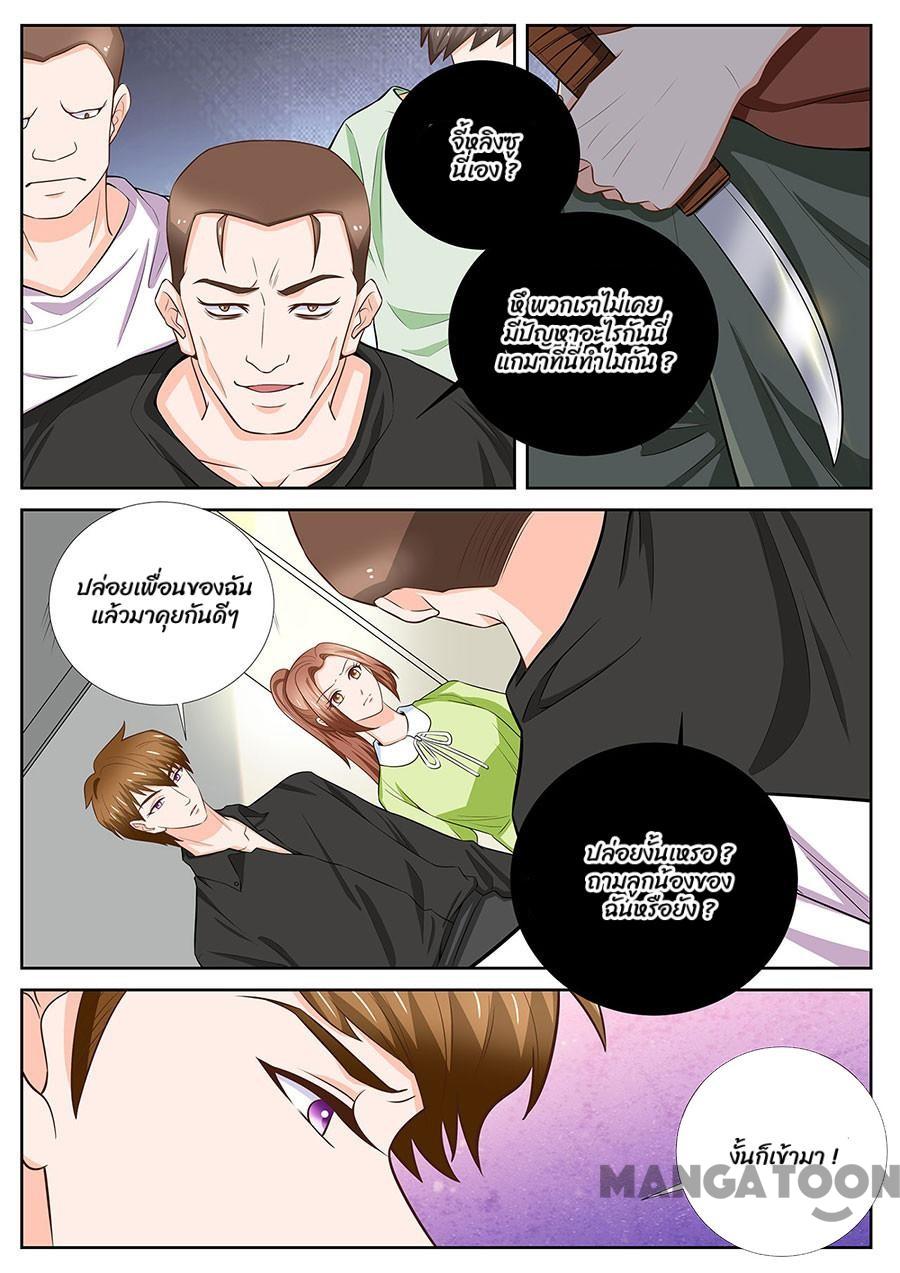 จี้หลิงซู
นี่เอง ?
หึ พวกเราไม่เคย
มีปัญหาอะไรกันนี่
แกมาที่นี่ทำไมกัน ?
ปล่อยเพื่อนของฉัน
แล้วมาคุยกันดีๆ
ปล่อยงั้นเหรอ ?
ถามลูกน้องของ
ฉันหรือยัง ?
งั้นก็เข้ามา !
MANGATOON